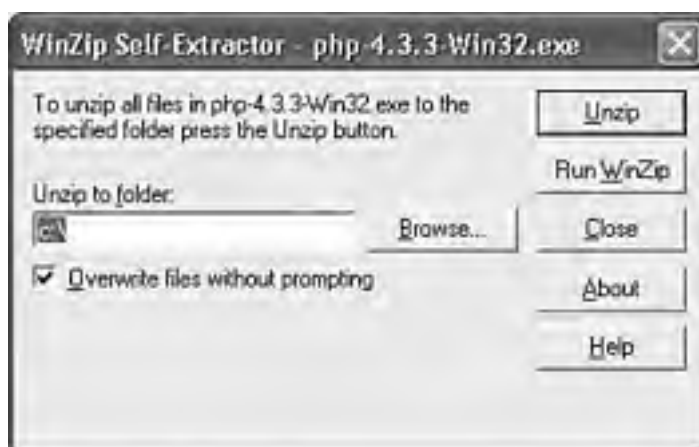 WinZip Self-Extractor - php-4.3.3-Win32.exe
To unzip all files in php-4.3.3-Win32.exe to the
specified folder press the Unzip button.
Unzip
Run WinZip
Unzip to folder:
c:\
Browse...
Close
Overwrite files without prompting
About
Help